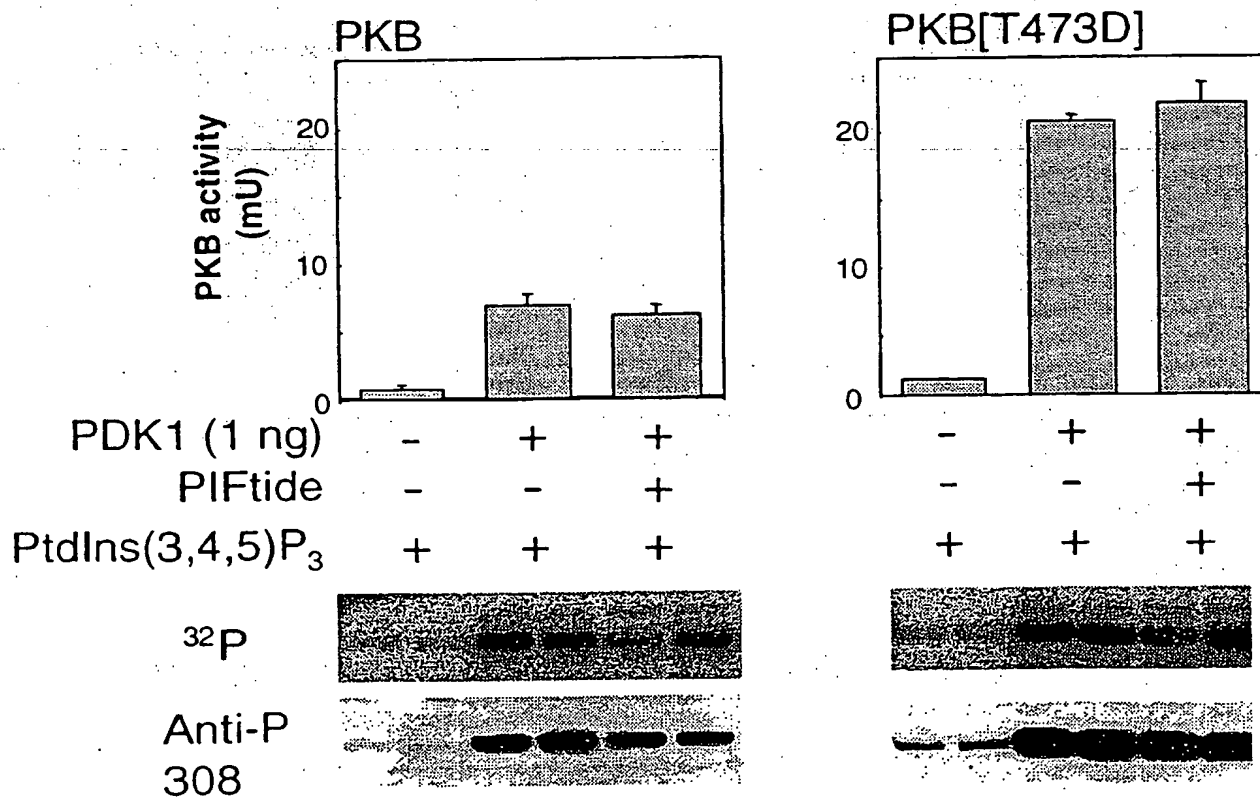 PKB
PKB[T473D]
PKB activity
(mU)
20
10
0
20
10
0
PDK1 (1 ng) - + + - + +
PIFtide - - + - - +
PtdIns(3,4,5)P3 + + + + + +
32P
Anti-P
308